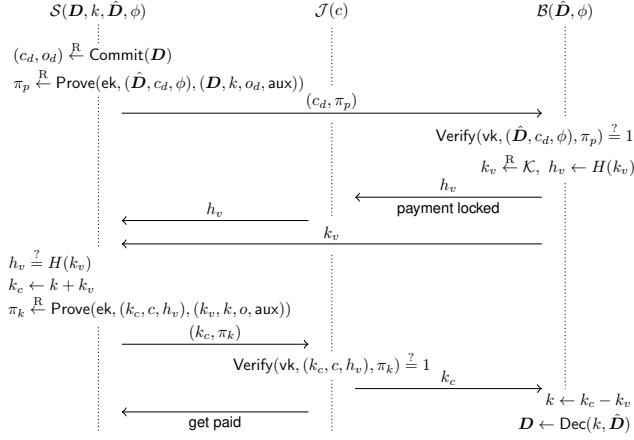 𝒮(𝑫, k, 𝑫̂, ϕ) 𝒥(c) ℬ(𝑫̂, ϕ)
(c_d, o_d) ←ᴿ Commit(𝑫)
π_p ←ᴿ Prove(ek, (𝑫̂, c_d, ϕ), (𝑫, k, o_d, aux))
(c_d, π_p)
Verify(vk, (𝑫̂, c_d, ϕ), π_p) ≟ 1
k_v ←ᴿ 𝒦, h_v ← H(k_v)
h_v
payment locked
h_v
k_v
h_v ≟ H(k_v)
k_c ← k + k_v
π_k ←ᴿ Prove(ek, (k_c, c, h_v), (k_v, k, o, aux))
(k_c, π_k)
Verify(vk, (k_c, c, h_v), π_k) ≟ 1
k_c
k ← k_c − k_v
get paid
𝑫 ← Dec(k, 𝑫̂)